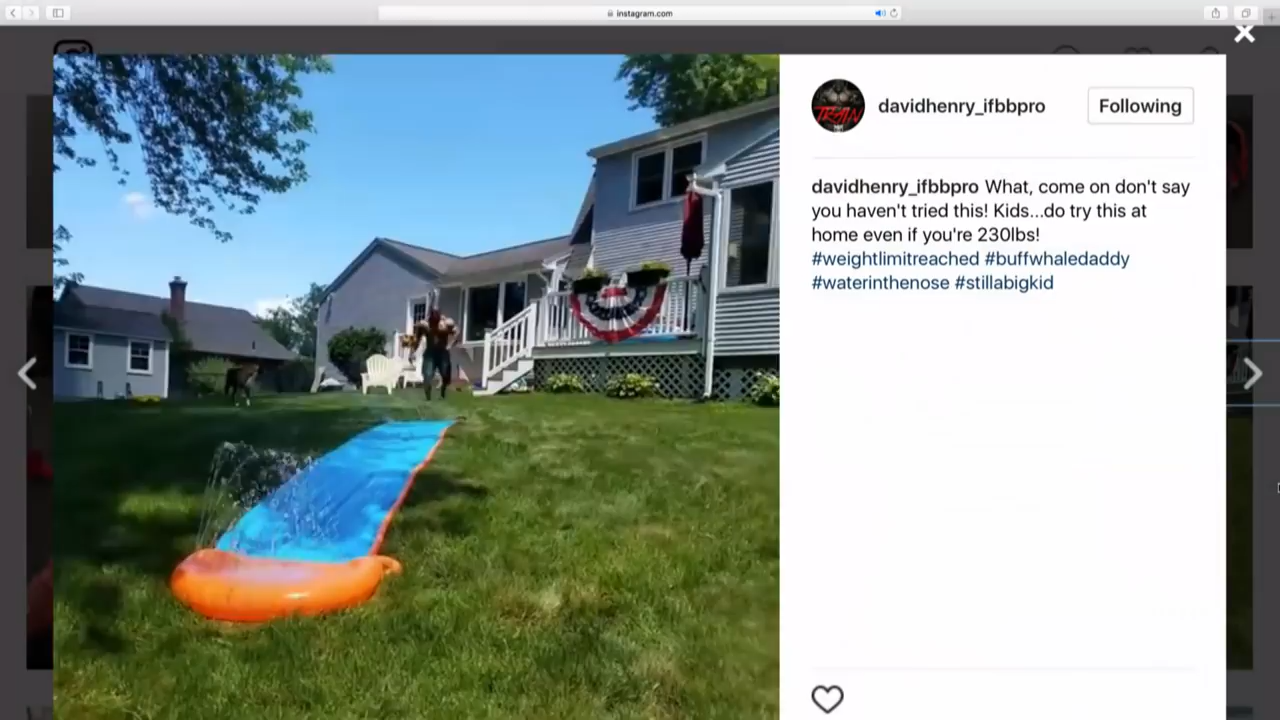 instagram.com
TRAIN
davidhenry_ifbbpro
Following
davidhenry_ifbbpro What, come on don't say
you haven't tried this! Kids...do try this at
home even if you're 230lbs!
#weightlimitreached #buffwhaledaddy
#waterinthenose #stillabigkid